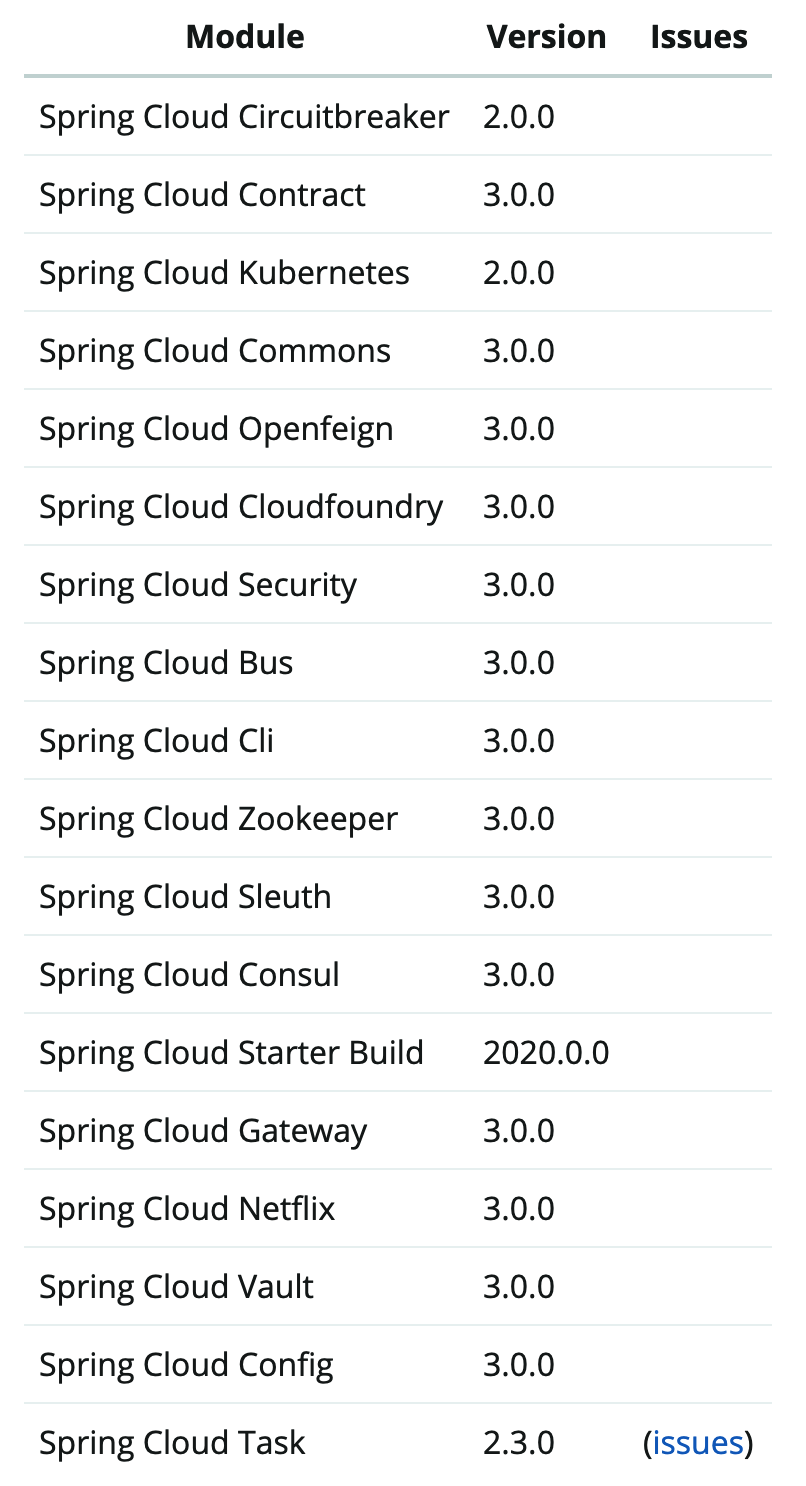 Module Version Issues
Spring Cloud Circuitbreaker 2.0.0
Spring Cloud Contract 3.0.0
Spring Cloud Kubernetes 2.0.0
Spring Cloud Commons 3.0.0
Spring Cloud Openfeign 3.0.0
Spring Cloud Cloudfoundry 3.0.0
Spring Cloud Security 3.0.0
Spring Cloud Bus 3.0.0
Spring Cloud Cli 3.0.0
Spring Cloud Zookeeper 3.0.0
Spring Cloud Sleuth 3.0.0
Spring Cloud Consul 3.0.0
Spring Cloud Starter Build 2020.0.0
Spring Cloud Gateway 3.0.0
Spring Cloud Netflix 3.0.0
Spring Cloud Vault 3.0.0
Spring Cloud Config 3.0.0
Spring Cloud Task 2.3.0 (issues)